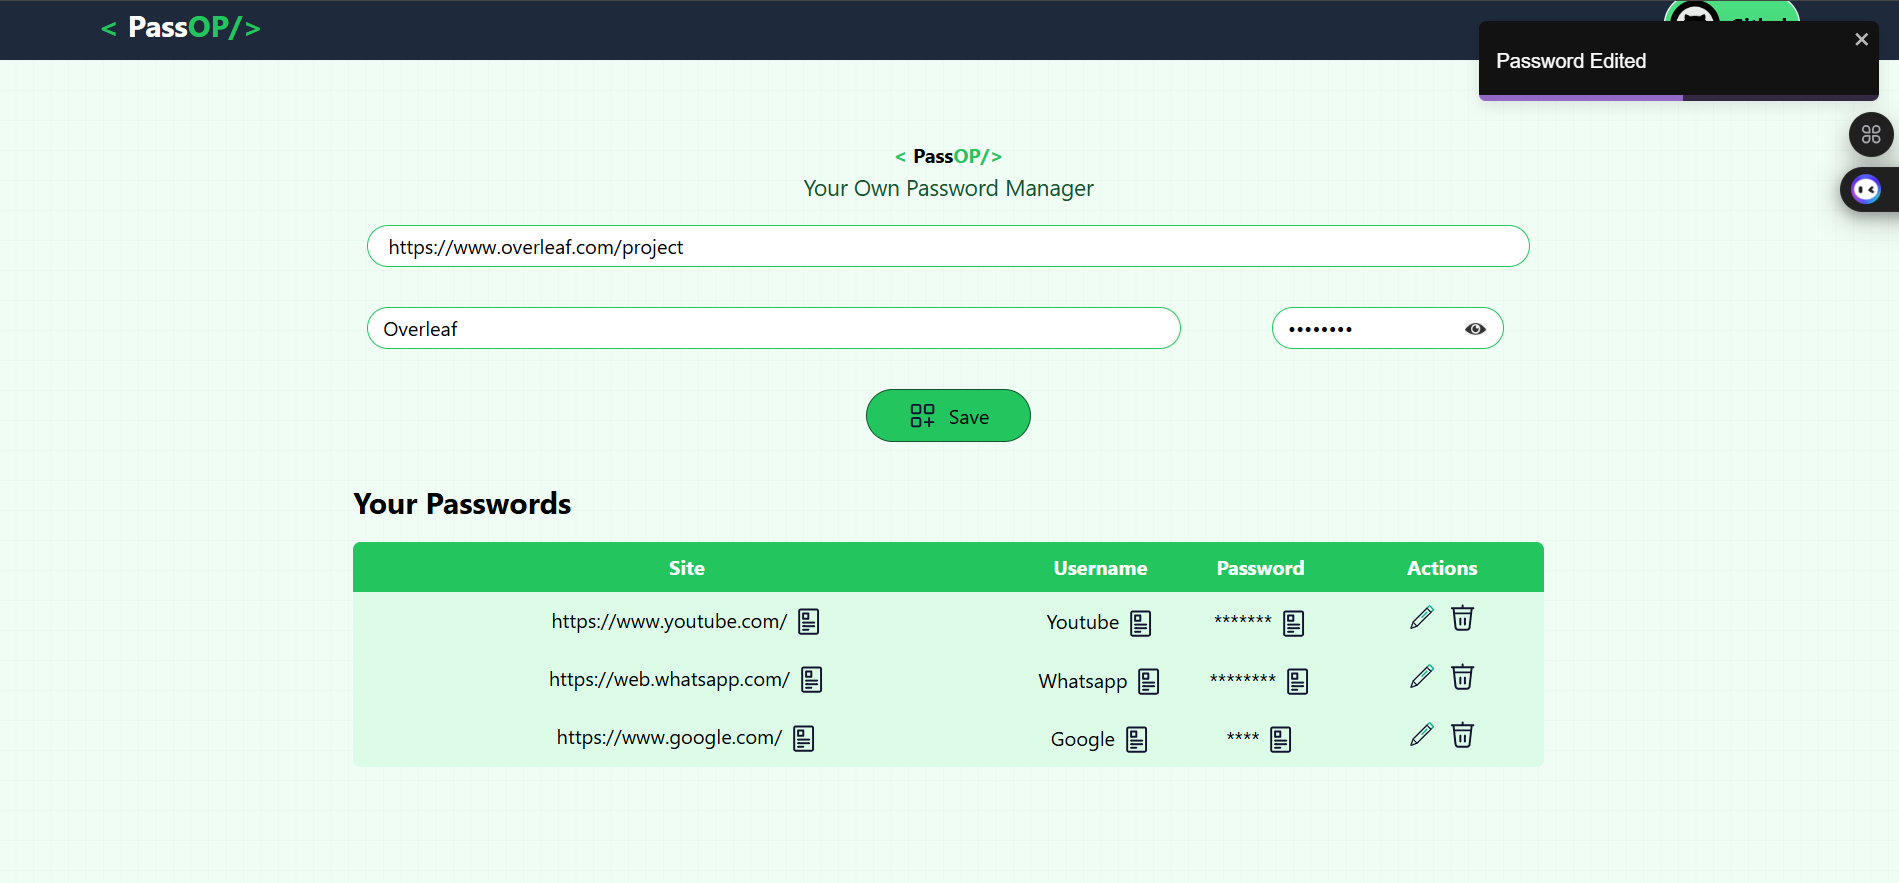 < PassOP/>
Password Edited
< PassOP/>
Your Own Password Manager
https://www.overleaf.com/project
Overleaf ••••••••
Save
Your Passwords
Site Username Password Actions
https://www.youtube.com/ Youtube *******
https://web.whatsapp.com/ Whatsapp ********
https://www.google.com/ Google ****